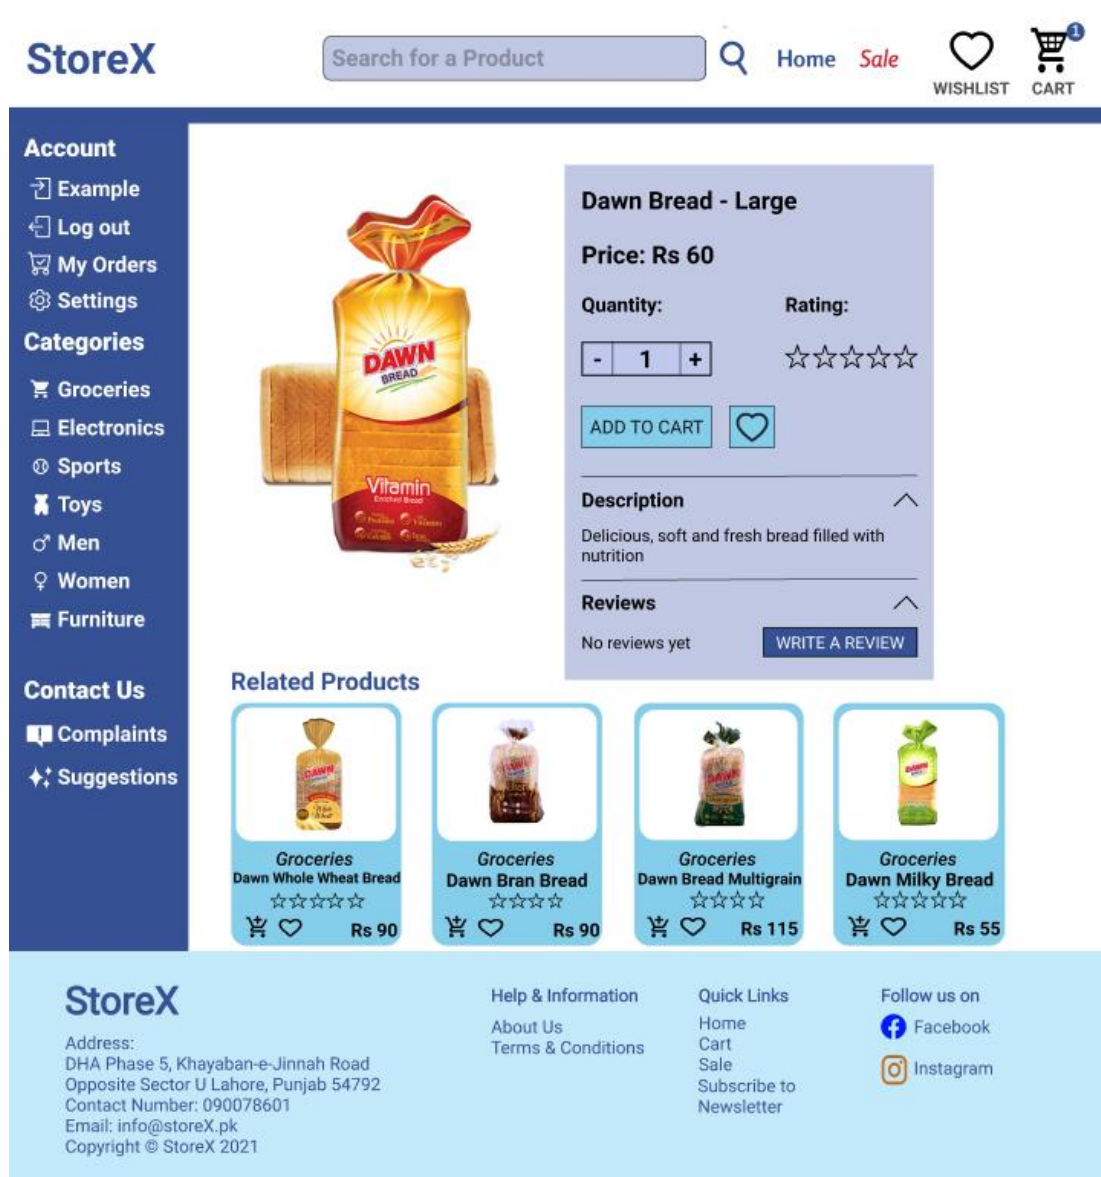 StoreX
Search for a Product
Home
Sale
WISHLIST
1
CART
Account
Example
Log out
My Orders
Settings
Categories
Groceries
Electronics
Sports
Toys
Men
Women
Furniture
Contact Us
Complaints
Suggestions
DAWN
BREAD
Vitamin
Enriched Bread
Dawn Bread - Large
Price: Rs 60
Quantity:
Rating:
- 1 +
ADD TO CART
Description
Delicious, soft and fresh bread filled with
nutrition
Reviews
No reviews yet
WRITE A REVIEW
Related Products
DAWN
Groceries
Dawn Whole Wheat Bread
Rs 90
DAWN
Groceries
Dawn Bran Bread
Rs 90
DAWN
Groceries
Dawn Bread Multigrain
Rs 115
DAWN
Groceries
Dawn Milky Bread
Rs 55
StoreX
Address:
DHA Phase 5, Khayaban-e-Jinnah Road
Opposite Sector U Lahore, Punjab 54792
Contact Number: 090078601
Email: info@storeX.pk
Copyright © StoreX 2021
Help & Information
About Us
Terms & Conditions
Quick Links
Home
Cart
Sale
Subscribe to
Newsletter
Follow us on
Facebook
Instagram